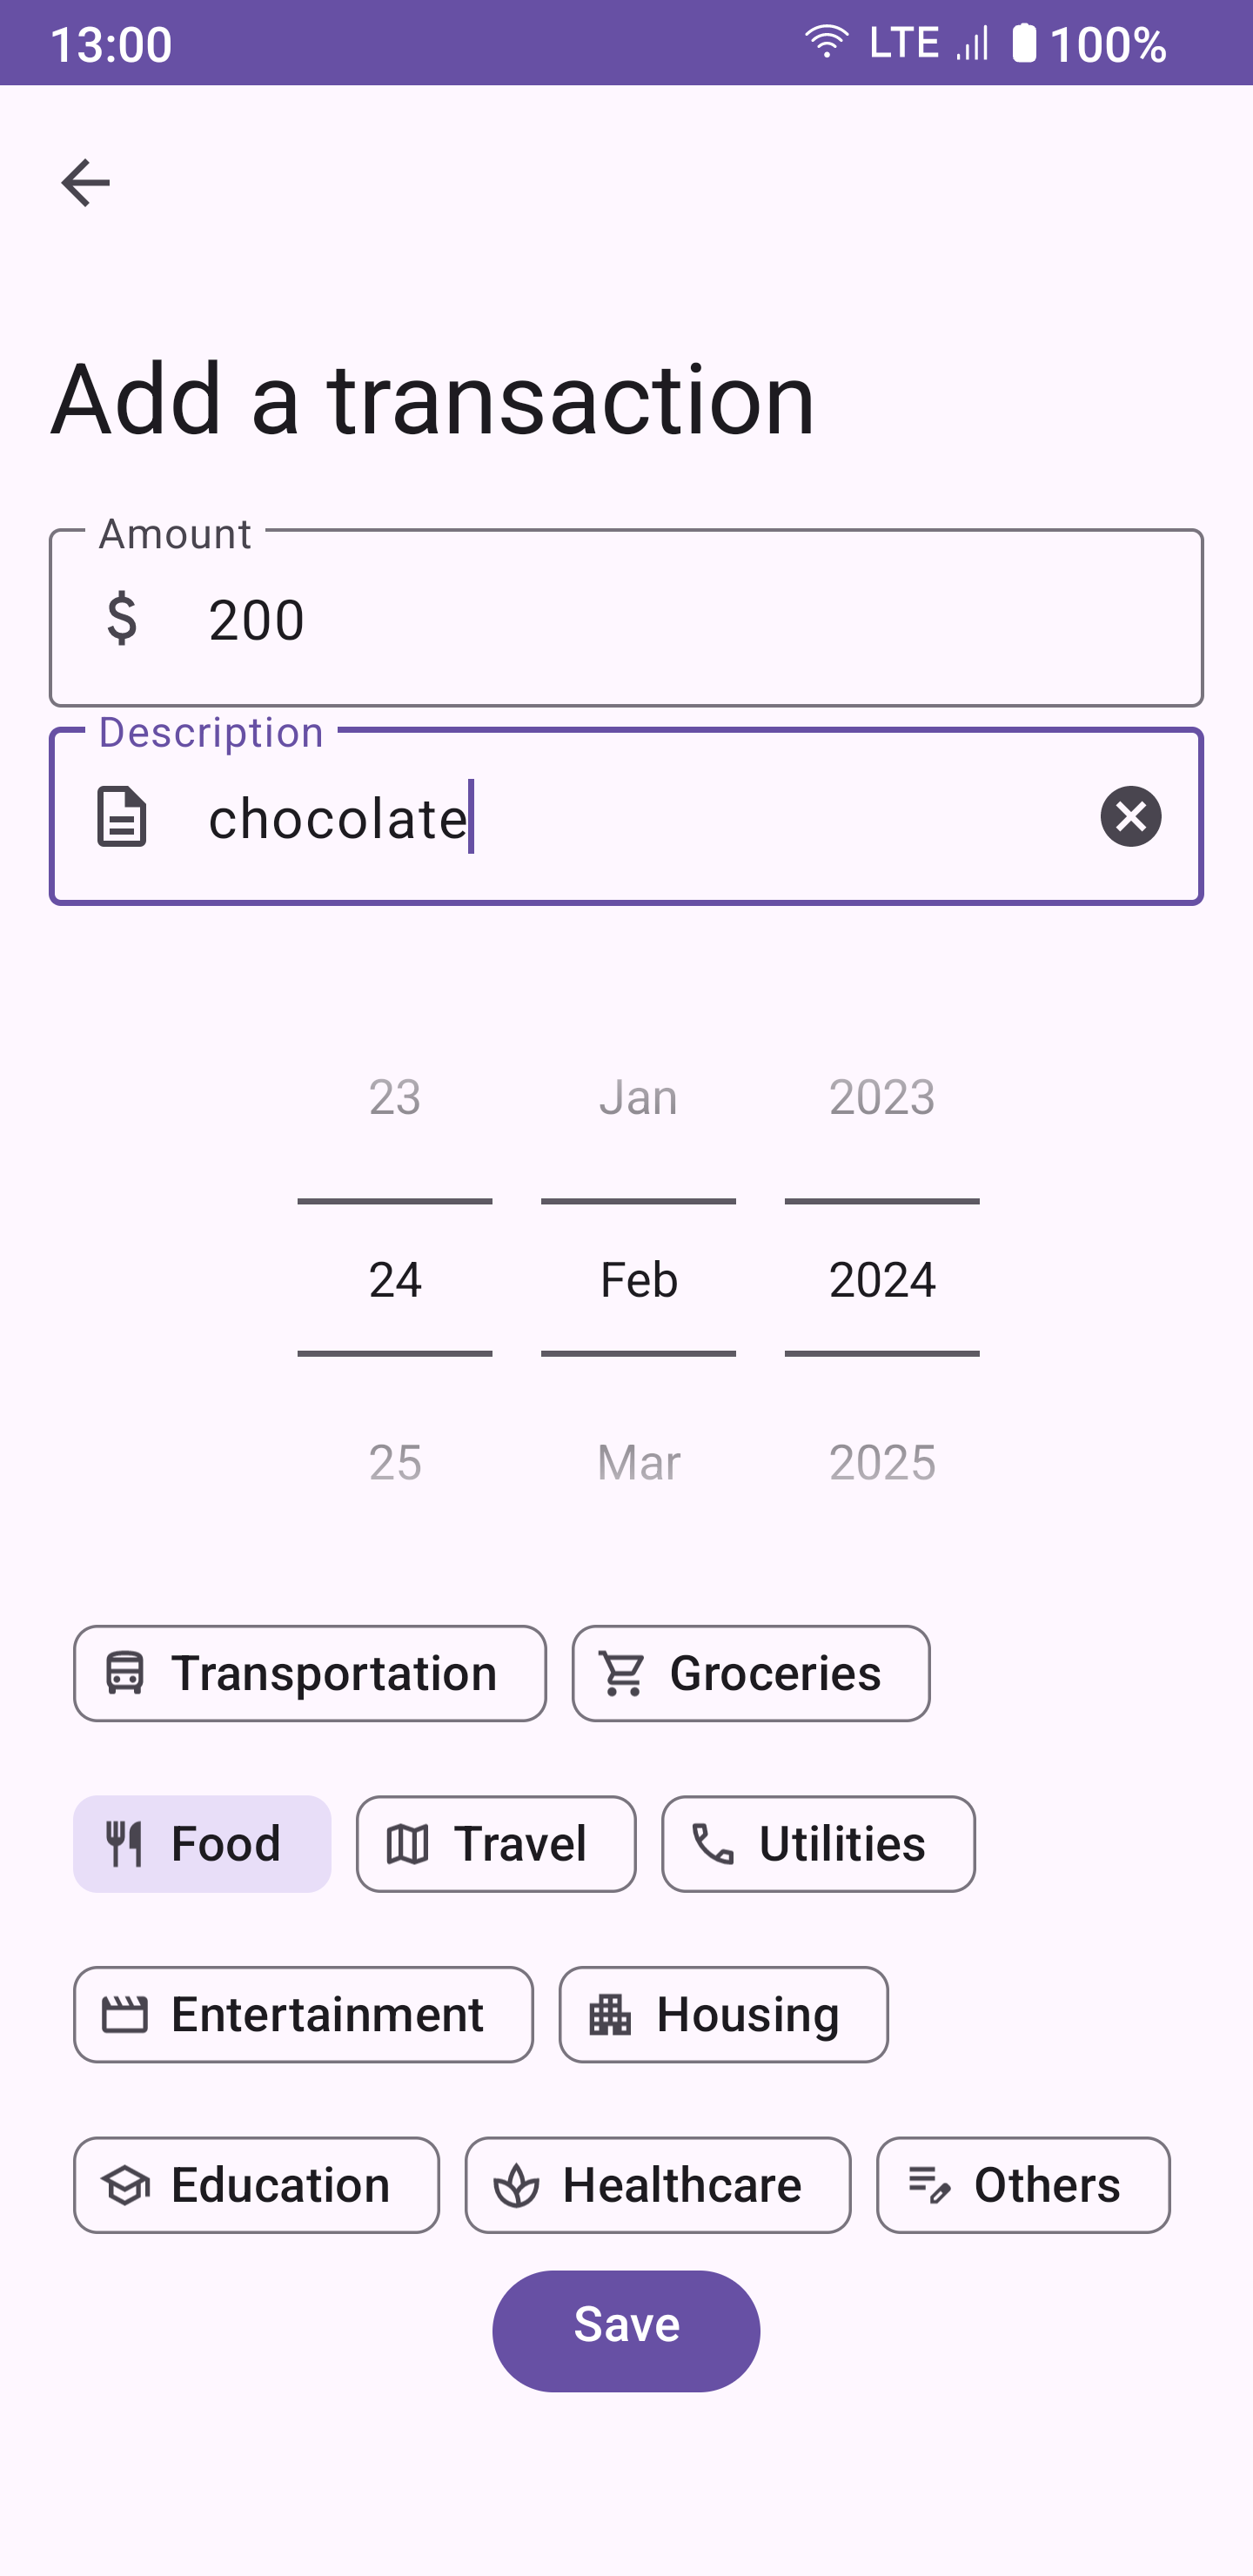 13:00 LTE 100%
Add a transaction
Amount
$ 200
Description
chocolate
23 Jan 2023
24 Feb 2024
25 Mar 2025
Transportation Groceries
Food Travel Utilities
Entertainment Housing
Education Healthcare Others
Save